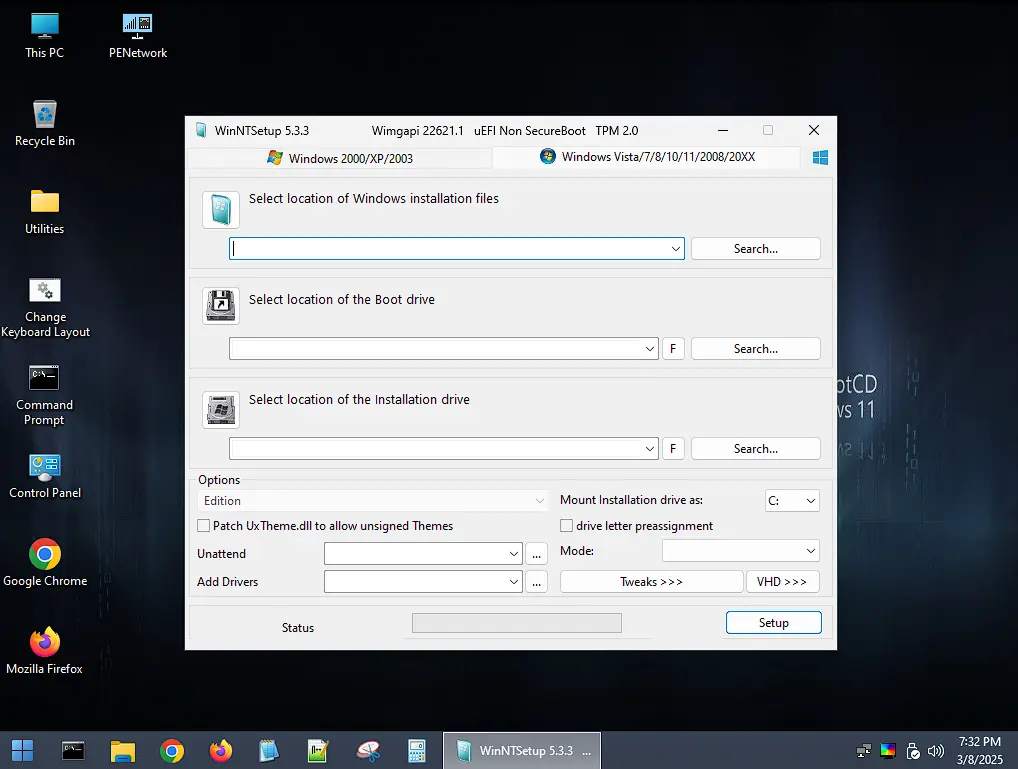 This PC
PENetwork
Recycle Bin
Utilities
Change
Keyboard Layout
C:\_
Command
Prompt
Control Panel
Google Chrome
Mozilla Firefox
WinNTSetup 5.3.3 Wimgapi 22621.1 uEFI Non SecureBoot TPM 2.0
Windows 2000/XP/2003
Windows Vista/7/8/10/11/2008/20XX
Select location of Windows installation files
Search...
Select location of the Boot drive
F
Search...
Select location of the Installation drive
F
Search...
Options
Edition
Mount Installation drive as:
C:
Patch UxTheme.dll to allow unsigned Themes
drive letter preassignment
Unattend
...
Mode:
Add Drivers
...
Tweaks >>>
VHD >>>
Status
Setup
otCD
ws 11
WinNTSetup 5.3.3 ...
7:32 PM
3/8/2025